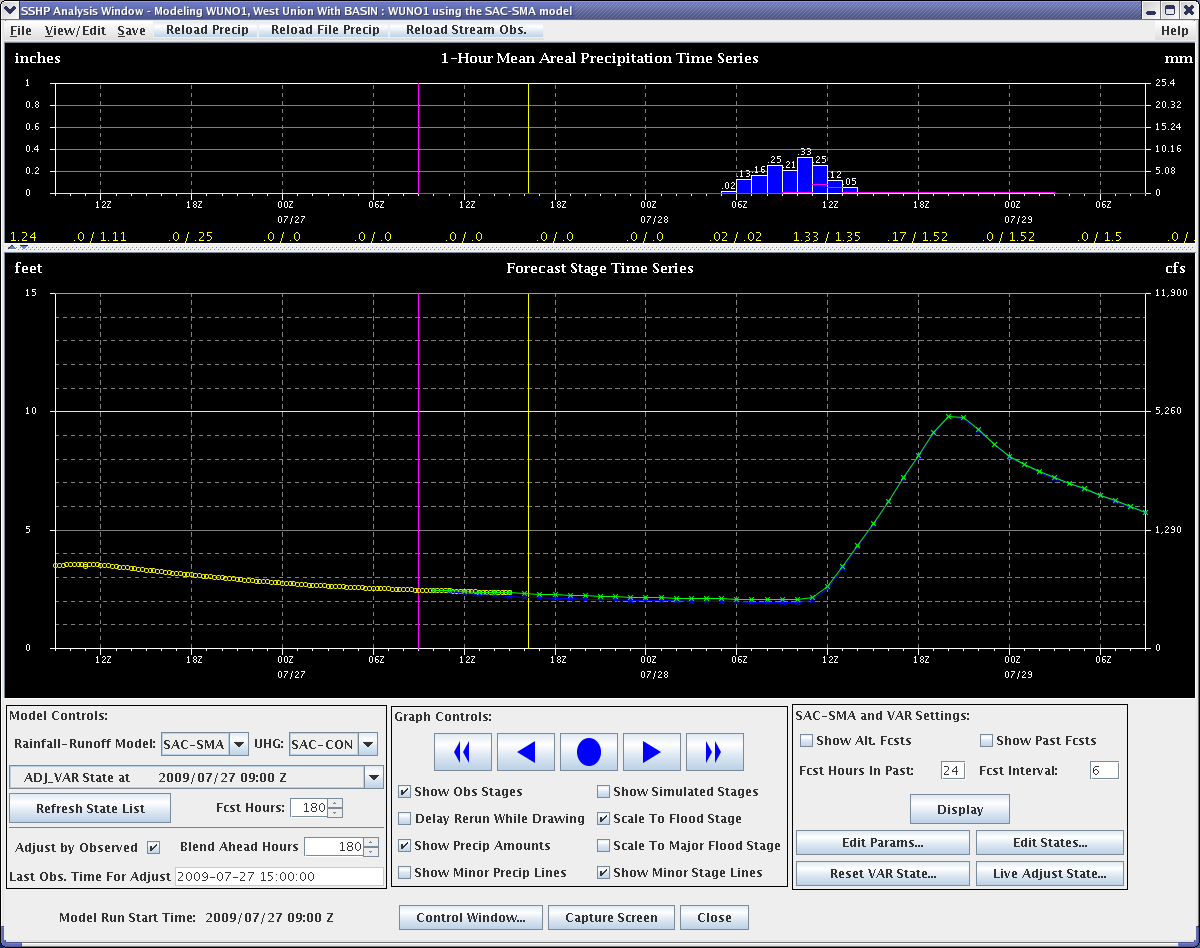 SSHP Analysis Window - Modeling WUNO1, West Union With BASIN : WUNO1 using the SAC-SMA model
File View/Edit Save Reload Precip Reload File Precip Reload Stream Obs. Help
inches 1-Hour Mean Areal Precipitation Time Series mm
1 25.4
0.8 20.32
0.6 15.24
0.4 10.16
0.2 5.08
0 0
.02 .13 .16 .25 .21 .33 .25 .12 .05
12Z 18Z 00Z 06Z 12Z 18Z 00Z 06Z 12Z 18Z 00Z 06Z
07/27 07/28 07/29
1.24 .0 / 1.11 .0 / .25 .0 / .0 .0 / .0 .0 / .0 .0 / .0 .0 / .0 .02 / .02 1.33 / 1.35 .17 / 1.52 .0 / 1.52 .0 / 1.5 .0 /
feet Forecast Stage Time Series cfs
15 11,900
10 5,260
5 1,290
0 0
12Z 18Z 00Z 06Z 12Z 18Z 00Z 06Z 12Z 18Z 00Z 06Z
07/27 07/28 07/29
Model Controls:
Rainfall-Runoff Model: SAC-SMA UHG: SAC-CON
ADJ_VAR State at 2009/07/27 09:00 Z
Refresh State List Fcst Hours: 180
Adjust by Observed Blend Ahead Hours 180
Last Obs. Time For Adjust 2009-07-27 15:00:00
Graph Controls:
Show Obs Stages Show Simulated Stages
Delay Rerun While Drawing Scale To Flood Stage
Show Precip Amounts Scale To Major Flood Stage
Show Minor Precip Lines Show Minor Stage Lines
SAC-SMA and VAR Settings:
Show Alt. Fcsts Show Past Fcsts
Fcst Hours In Past: 24 Fcst Interval: 6
Display
Edit Params... Edit States...
Reset VAR State... Live Adjust State...
Model Run Start Time: 2009/07/27 09:00 Z Control Window... Capture Screen Close